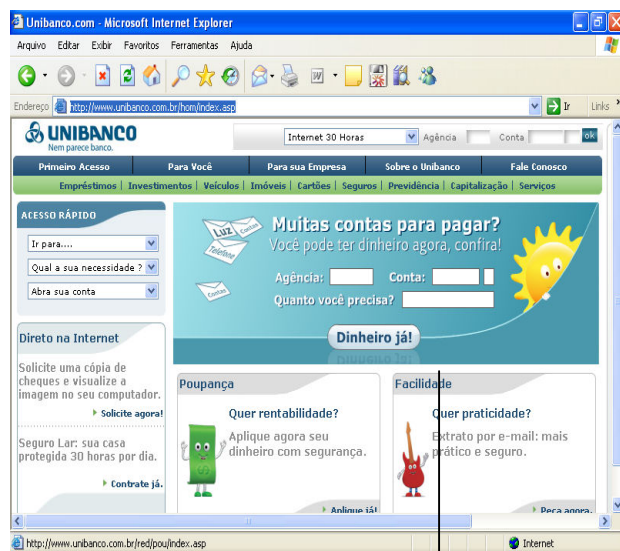 Unibanco.com - Microsoft Internet Explorer
Arquivo Editar Exibir Favoritos Ferramentas Ajuda
Endereço http://www.unibanco.com.br/hom/index.asp Ir Links
UNIBANCO
Nem parece banco.
Internet 30 Horas Agência Conta ok
Primeiro Acesso Para Você Para sua Empresa Sobre o Unibanco Fale Conosco
Empréstimos | Investimentos | Veículos | Imóveis | Cartões | Seguros | Previdência | Capitalização | Serviços
ACESSO RÁPIDO
Ir para....
Qual a sua necessidade ?
Abra sua conta
LUZ
Contas
Telefone
Contas
Muitas contas para pagar?
Você pode ter dinheiro agora, confira!
Agência: Conta:
Quanto você precisa?
Dinheiro já!
Direto na Internet
Solicite uma cópia de
cheques e visualize a
imagem no seu computador.
Solicite agora!
Seguro Lar: sua casa
protegida 30 horas por dia.
Contrate já.
Poupança
Quer rentabilidade?
Aplique agora seu
dinheiro com segurança.
Aplique já!
Facilidade
Quer praticidade?
Extrato por e-mail: mais
prático e seguro.
Peça agora.
http://www.unibanco.com.br/red/pou/index.asp Internet